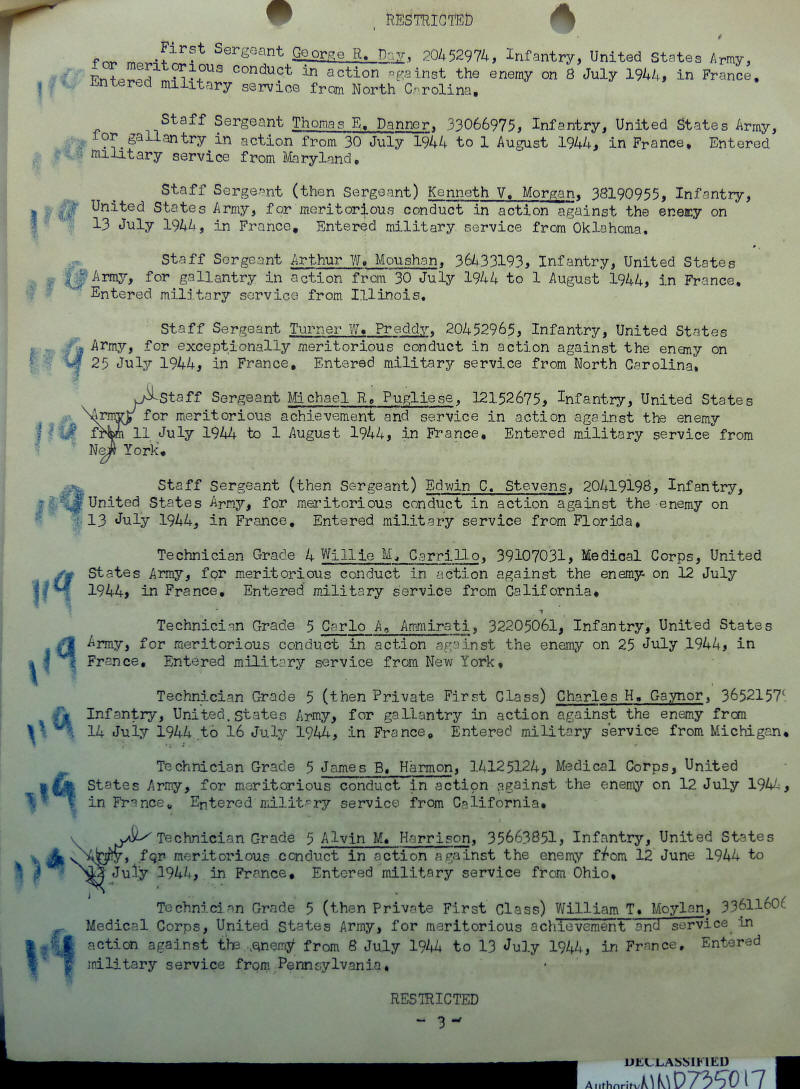 RESTRICTED
First Sergeant George R. Day, 20452974, Infantry, United States Army,
for meritorious conduct in action against the enemy on 8 July 1944, in France.
Entered military service from North Carolina.
Staff Sergeant Thomas E. Danner, 33066975, Infantry, United States Army,
for gallantry in action from 30 July 1944 to 1 August 1944, in France. Entered
military service from Maryland.
Staff Sergeant (then Sergeant) Kenneth V. Morgan, 38190955, Infantry,
United States Army, for meritorious conduct in action against the enemy on
13 July 1944, in France. Entered military service from Oklahoma.
Staff Sergeant Arthur W. Moushan, 36433193, Infantry, United States
Army, for gallantry in action from 30 July 1944 to 1 August 1944, in France.
Entered military service from Illinois.
Staff Sergeant Turner W. Preddy, 20452965, Infantry, United States
Army, for exceptionally meritorious conduct in action against the enemy on
25 July 1944, in France. Entered military service from North Carolina.
Staff Sergeant Michael R. Pugliese, 12152675, Infantry, United States
Army, for meritorious achievement and service in action against the enemy
from 11 July 1944 to 1 August 1944, in France. Entered military service from
New York.
Staff Sergeant (then Sergeant) Edwin C. Stevens, 20419198, Infantry,
United States Army, for meritorious conduct in action against the enemy on
13 July 1944, in France. Entered military service from Florida.
Technician Grade 4 Willie M. Carrillo, 39107031, Medical Corps, United
States Army, for meritorious conduct in action against the enemy on 12 July
1944, in France. Entered military service from California.
Technician Grade 5 Carlo A. Ammirati, 32205061, Infantry, United States
Army, for meritorious conduct in action against the enemy on 25 July 1944, in
France. Entered military service from New York.
Technician Grade 5 (then Private First Class) Charles H. Gaynor, 3652157
Infantry, United States Army, for gallantry in action against the enemy from
14 July 1944 to 16 July 1944, in France. Entered military service from Michigan.
Technician Grade 5 James B. Harmon, 14125124, Medical Corps, United
States Army, for meritorious conduct in action against the enemy on 12 July 1944,
in France. Entered military service from California.
Technician Grade 5 Alvin M. Harrison, 35663851, Infantry, United States
Army, for meritorious conduct in action against the enemy from 12 June 1944 to
July 1944, in France. Entered military service from Ohio.
Technician Grade 5 (then Private First Class) William T. Moylan, 33611606
Medical Corps, United States Army, for meritorious achievement and service in
action against the enemy from 8 July 1944 to 13 July 1944, in France. Entered
military service from Pennsylvania.
RESTRICTED
- 3 -
DECLASSIFIED
Authority NND735017